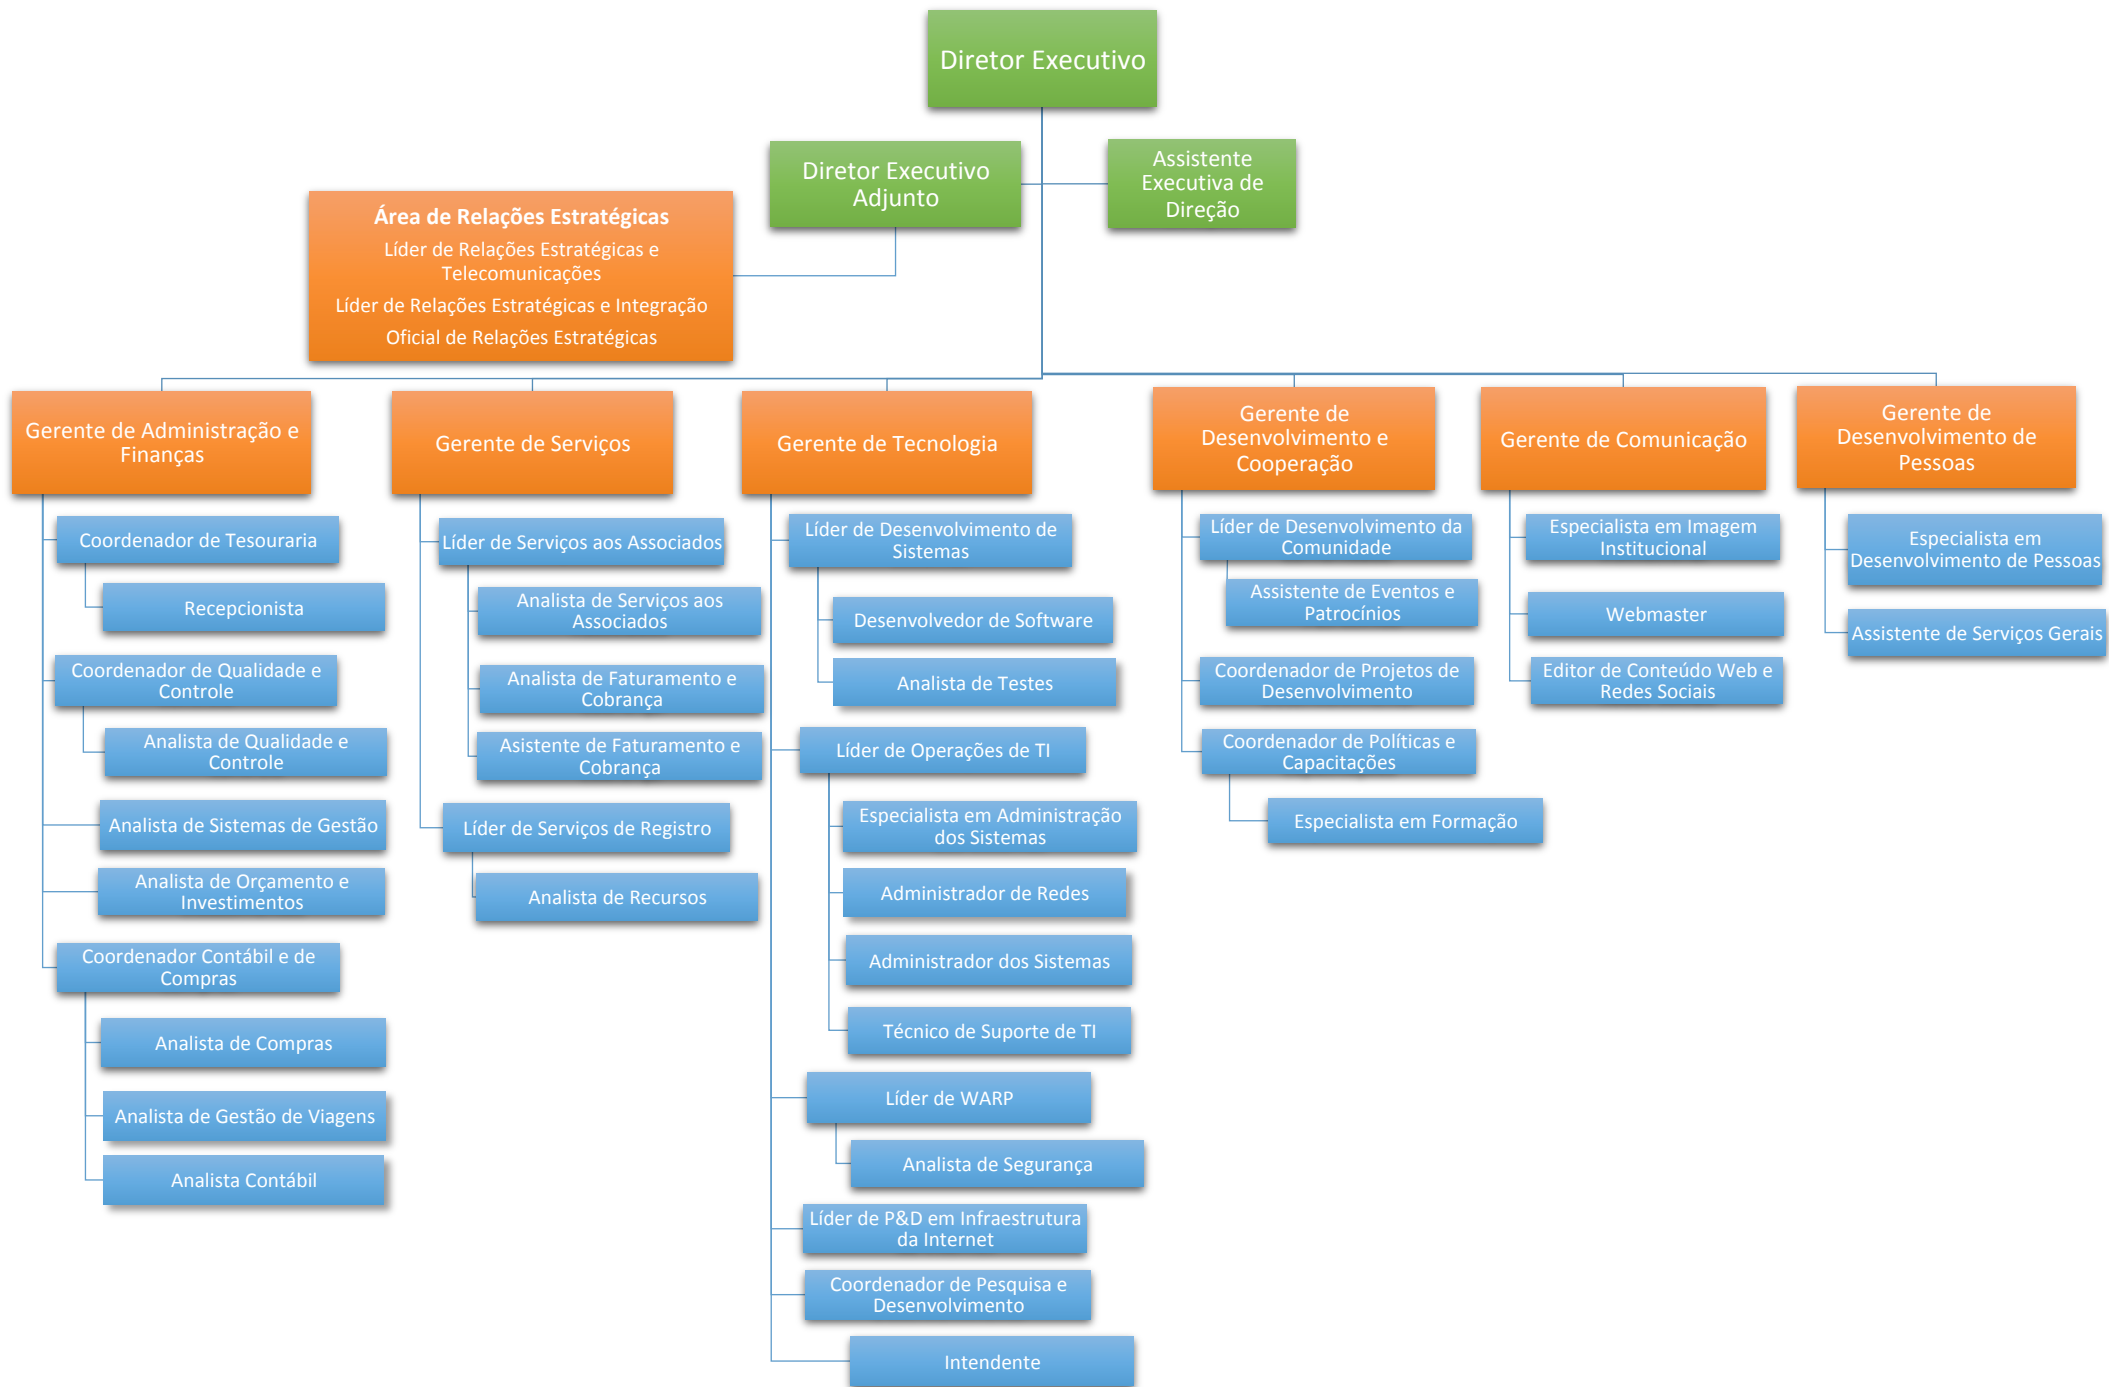 Diretor Executivo
Diretor Executivo
Adjunto
Assistente
Executiva de
Direção
Área de Relações Estratégicas
Líder de Relações Estratégicas e
Telecomunicações
Líder de Relações Estratégicas e Integração
Oficial de Relações Estratégicas
Gerente de Administração e
Finanças
Coordenador de Tesouraria
Recepcionista
Coordenador de Qualidade e
Controle
Analista de Qualidade e
Controle
Analista de Sistemas de Gestão
Analista de Orçamento e
Investimentos
Coordenador Contábil e de
Compras
Analista de Compras
Analista de Gestão de Viagens
Analista Contábil
Gerente de Serviços
Líder de Serviços aos Associados
Analista de Serviços aos
Associados
Analista de Faturamento e
Cobrança
Asistente de Faturamento e
Cobrança
Líder de Serviços de Registro
Analista de Recursos
Gerente de Tecnologia
Líder de Desenvolvimento de
Sistemas
Desenvolvedor de Software
Analista de Testes
Líder de Operações de TI
Especialista em Administração
dos Sistemas
Administrador de Redes
Administrador dos Sistemas
Técnico de Suporte de TI
Líder de WARP
Analista de Segurança
Líder de P&D em Infraestrutura
da Internet
Coordenador de Pesquisa e
Desenvolvimento
Intendente
Gerente de
Desenvolvimento e
Cooperação
Líder de Desenvolvimento da
Comunidade
Assistente de Eventos e
Patrocínios
Coordenador de Projetos de
Desenvolvimento
Coordenador de Políticas e
Capacitações
Especialista em Formação
Gerente de Comunicação
Especialista em Imagem
Institucional
Webmaster
Editor de Conteúdo Web e
Redes Sociais
Gerente de
Desenvolvimento de
Pessoas
Especialista em
Desenvolvimento de Pessoas
Assistente de Serviços Gerais